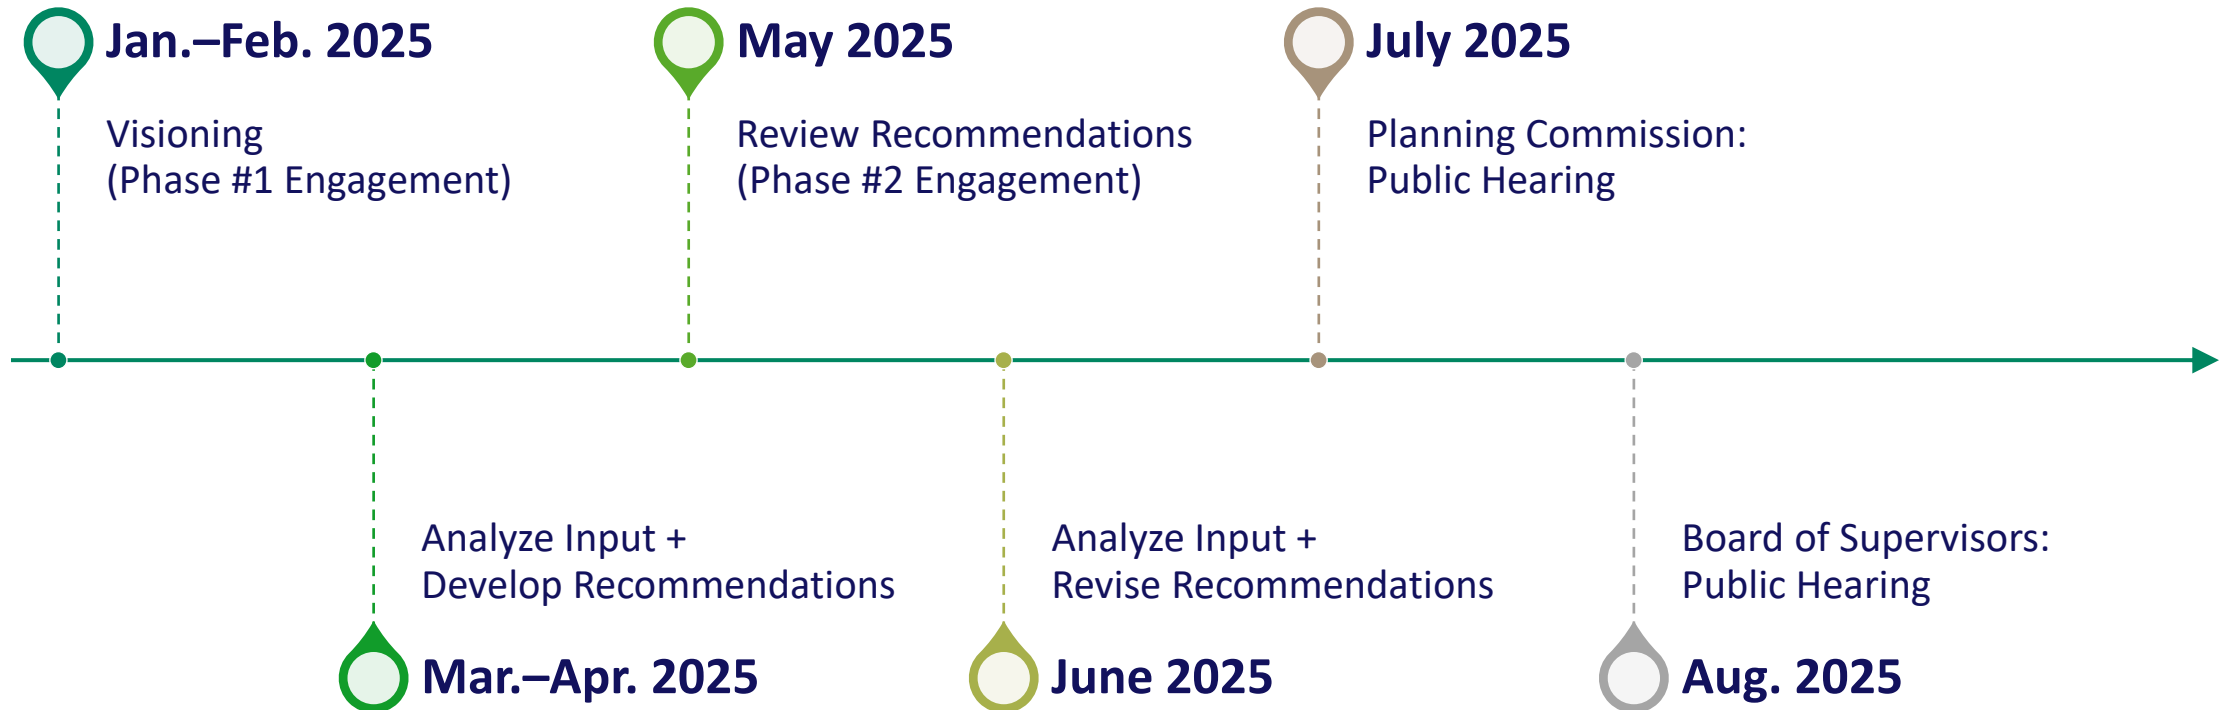 Jan.–Feb. 2025
Visioning
(Phase #1 Engagement)
May 2025
Review Recommendations
(Phase #2 Engagement)
July 2025
Planning Commission:
Public Hearing
Analyze Input +
Develop Recommendations
Mar.–Apr. 2025
Analyze Input +
Revise Recommendations
June 2025
Board of Supervisors:
Public Hearing
Aug. 2025